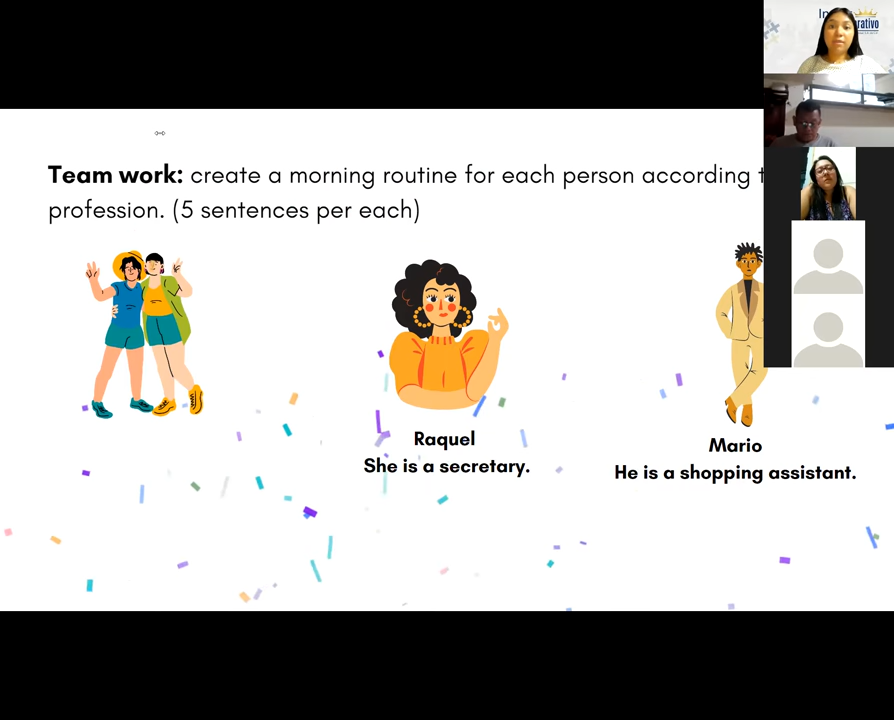 Team work: create a morning routine for each person according
profession. (5 sentences per each)
Raquel
She is a secretary.
Mario
He is a shopping assistant.